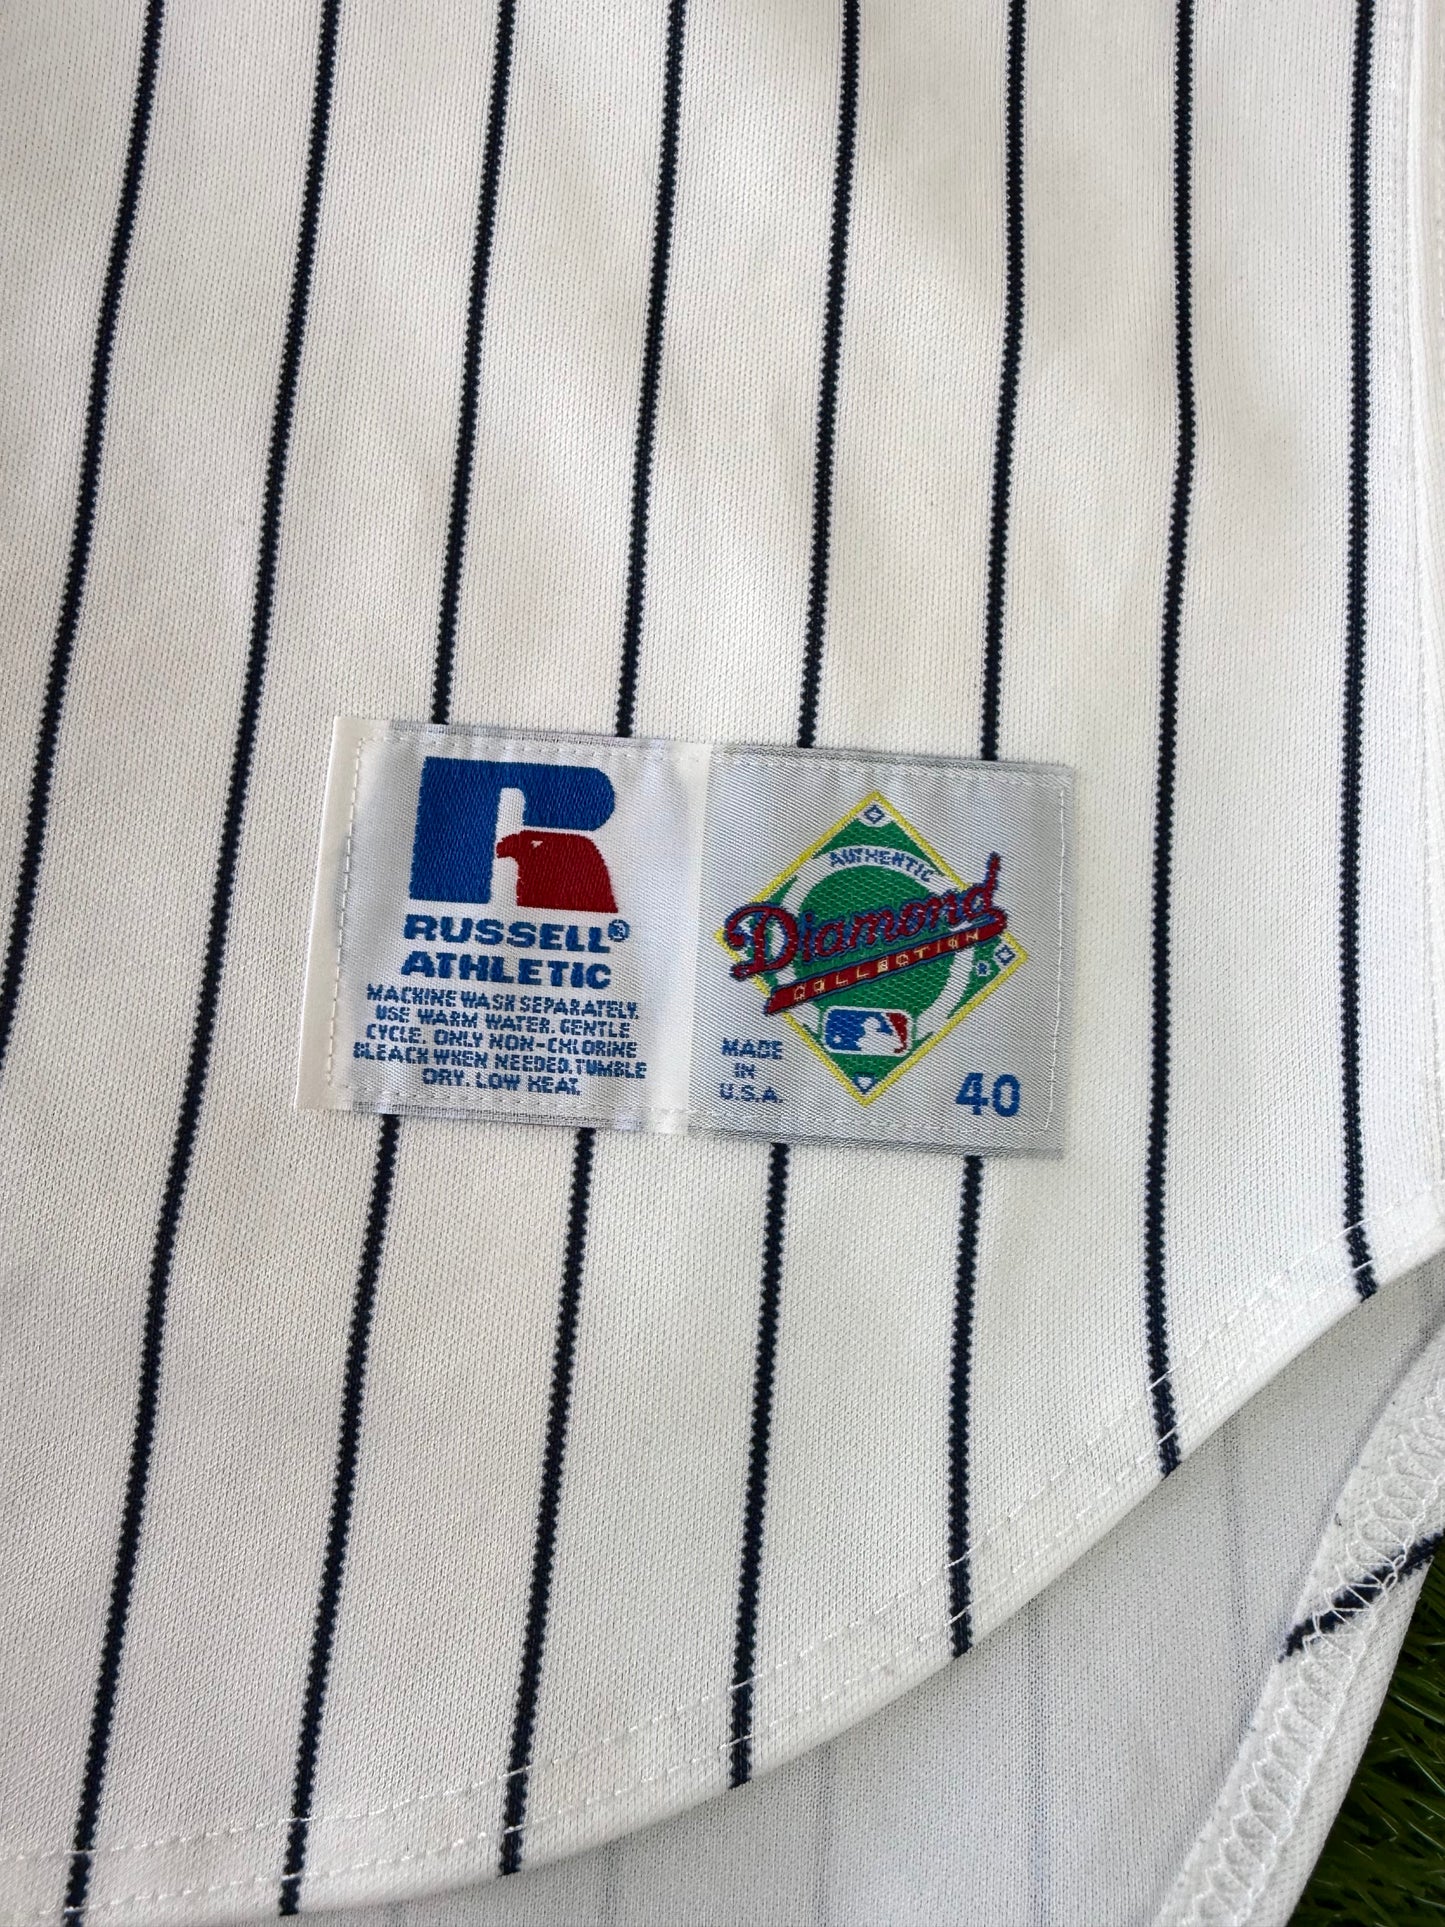 RUSSELL®
ATHLETIC
MACHINE WASH SEPARATELY.
USE WARM WATER. GENTLE
CYCLE. ONLY NON-CHLORINE
BLEACH WHEN NEEDED. TUMBLE
DRY. LOW HEAT.
AUTHENTIC
Diamond
COLLECTION
®
MADE
IN
U.S.A.
40